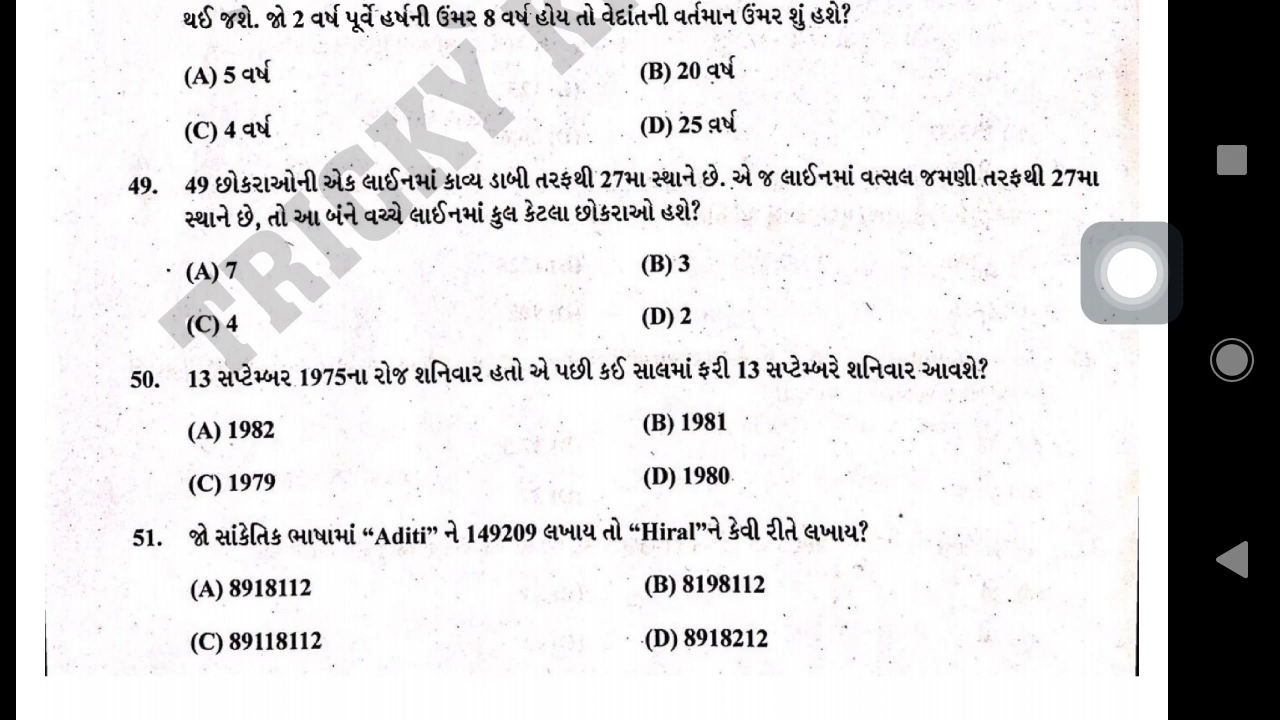 થઈ જશે. જો 2 વર્ષ પૂર્વે હર્ષની ઉંમર 8 વર્ષ હોય તો વેદાંતની વર્તમાન ઉંમર શું હશે?
(A) 5 વર્ષ (B) 20 વર્ષ
(C) 4 વર્ષ (D) 25 વર્ષ
49. 49 છોકરાઓની એક લાઈનમાં કાવ્ય ડાબી તરફથી 27મા સ્થાને છે. એ જ લાઈનમાં વત્સલ જમણી તરફથી 27મા
સ્થાને છે, તો આ બંને વચ્ચે લાઈનમાં કુલ કેટલા છોકરાઓ હશે?
(A) 7 (B) 3
(C) 4 (D) 2
50. 13 સપ્ટેમ્બર 1975ના રોજ શનિવાર હતો એ પછી કઈ સાલમાં ફરી 13 સપ્ટેમ્બરે શનિવાર આવશે?
(A) 1982 (B) 1981
(C) 1979 (D) 1980
51. જો સાંકેતિક ભાષામાં “Aditi” ને 149209 લખાય તો “Hiral”ને કેવી રીતે લખાય?
(A) 8918112 (B) 8198112
(C) 89118112 (D) 8918212
TRICKY